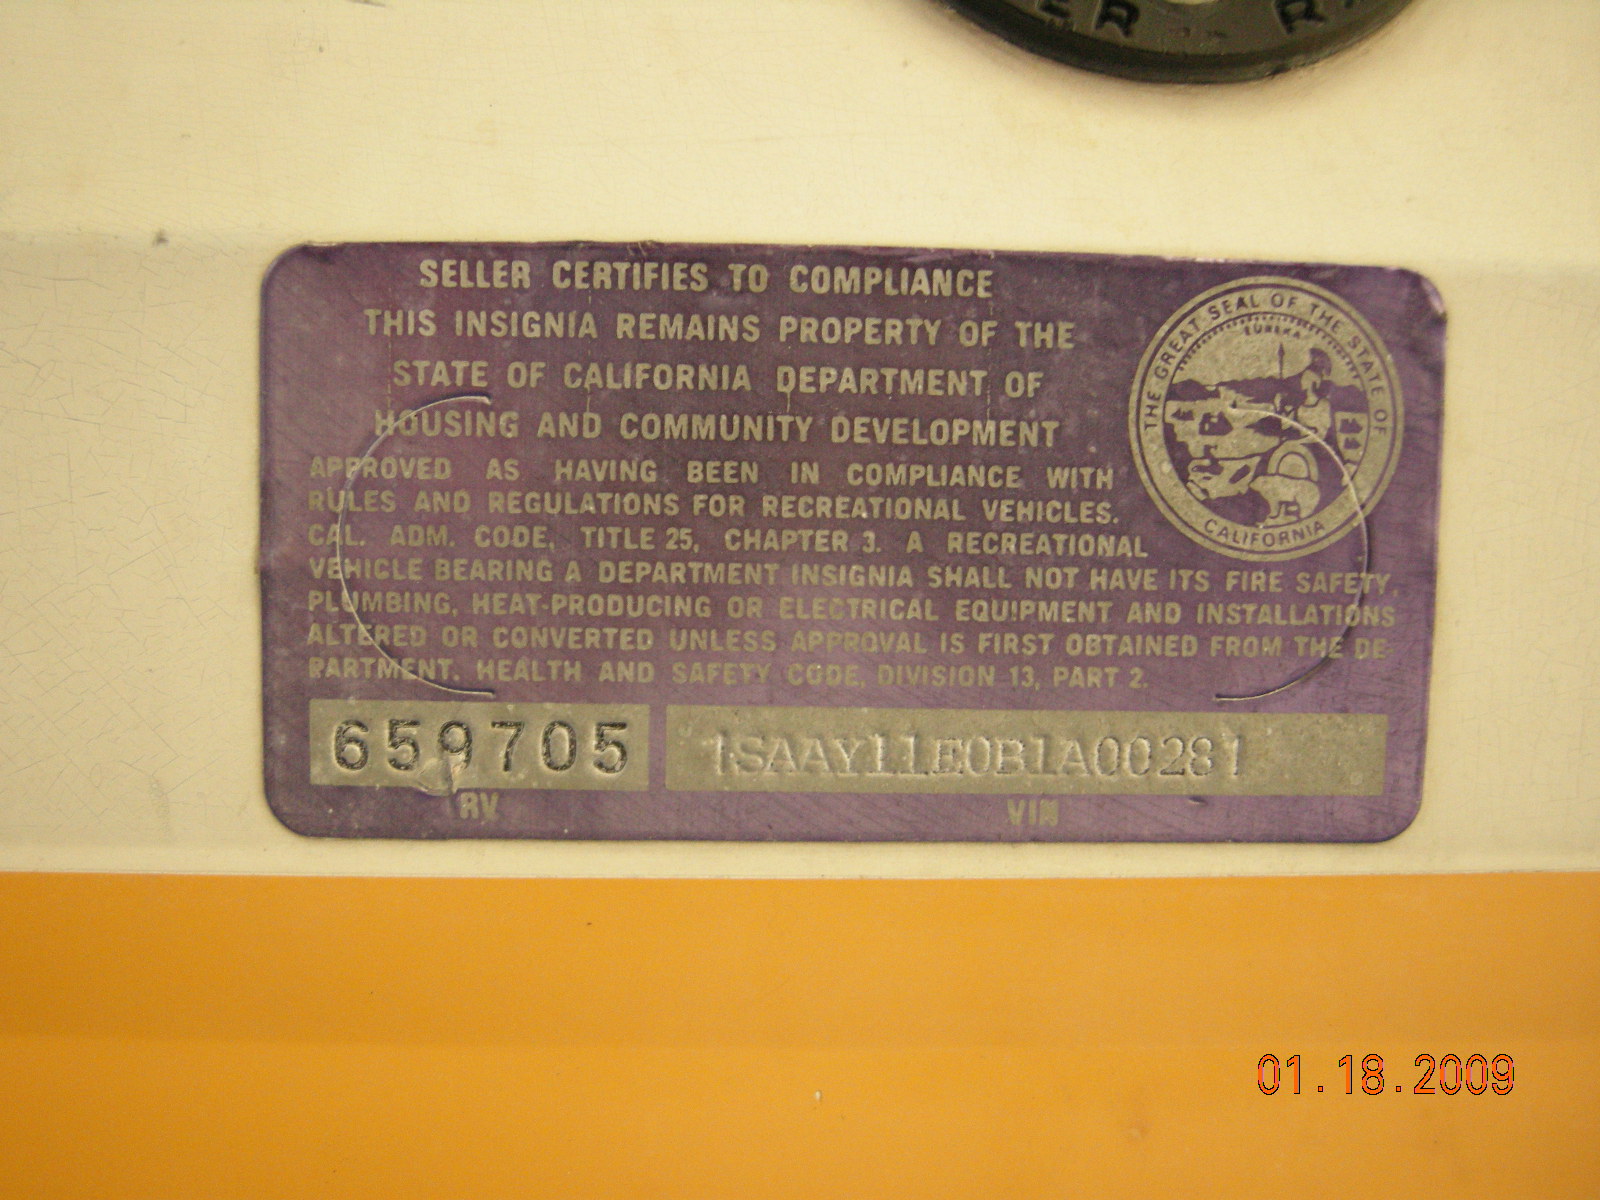 ER
R
SELLER CERTIFIES TO COMPLIANCE
THIS INSIGNIA REMAINS PROPERTY OF THE
STATE OF CALIFORNIA DEPARTMENT OF
HOUSING AND COMMUNITY DEVELOPMENT
THE GREAT SEAL OF THE STATE OF
EUREKA
CALIFORNIA
APPROVED AS HAVING BEEN IN COMPLIANCE WITH
RULES AND REGULATIONS FOR RECREATIONAL VEHICLES.
CAL. ADM. CODE, TITLE 25, CHAPTER 3. A RECREATIONAL
VEHICLE BEARING A DEPARTMENT INSIGNIA SHALL NOT HAVE ITS FIRE SAFETY,
PLUMBING, HEAT-PRODUCING OR ELECTRICAL EQUIPMENT AND INSTALLATIONS
ALTERED OR CONVERTED UNLESS APPROVAL IS FIRST OBTAINED FROM THE DE-
PARTMENT. HEALTH AND SAFETY CODE, DIVISION 13, PART 2.
659705 1SAAY11E0B1A00281
RV VIN
01.18.2009